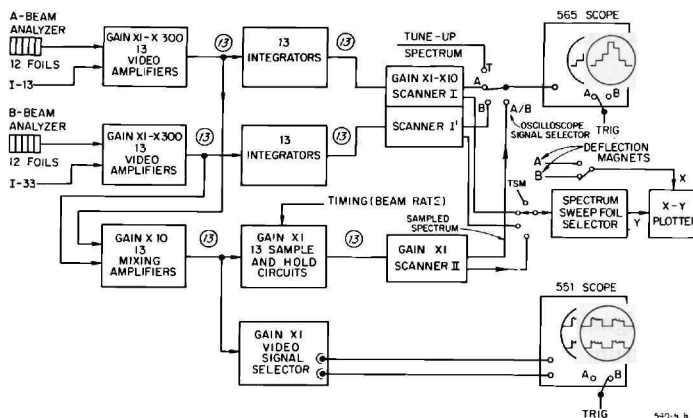 A-BEAM
ANALYZER
12 FOILS
I-13
GAIN X1-X 300
13
VIDEO
AMPLIFIERS
13
13
INTEGRATORS
13
TUNE-UP
SPECTRUM
T
A
B
A/B
OSCILLOSCOPE
SIGNAL SELECTOR
GAIN X1-X10
SCANNER I
SCANNER I'
565 SCOPE
A
B
TRIG
B-BEAM
ANALYZER
12 FOILS
I-33
GAIN X1-X300
13
VIDEO
AMPLIFIERS
13
13
INTEGRATORS
13
DEFLECTION
MAGNETS
A
B
X
TSM
SPECTRUM
SWEEP FOIL
SELECTOR
Y
X-Y
PLOTTER
TIMING (BEAM RATE)
SAMPLED
SPECTRUM
GAIN X 10
13
MIXING
AMPLIFIERS
13
GAIN X1
13 SAMPLE
AND HOLD
CIRCUITS
13
GAIN X1
SCANNER II
551 SCOPE
A
B
TRIG
GAIN X1
VIDEO
SIGNAL
SELECTOR